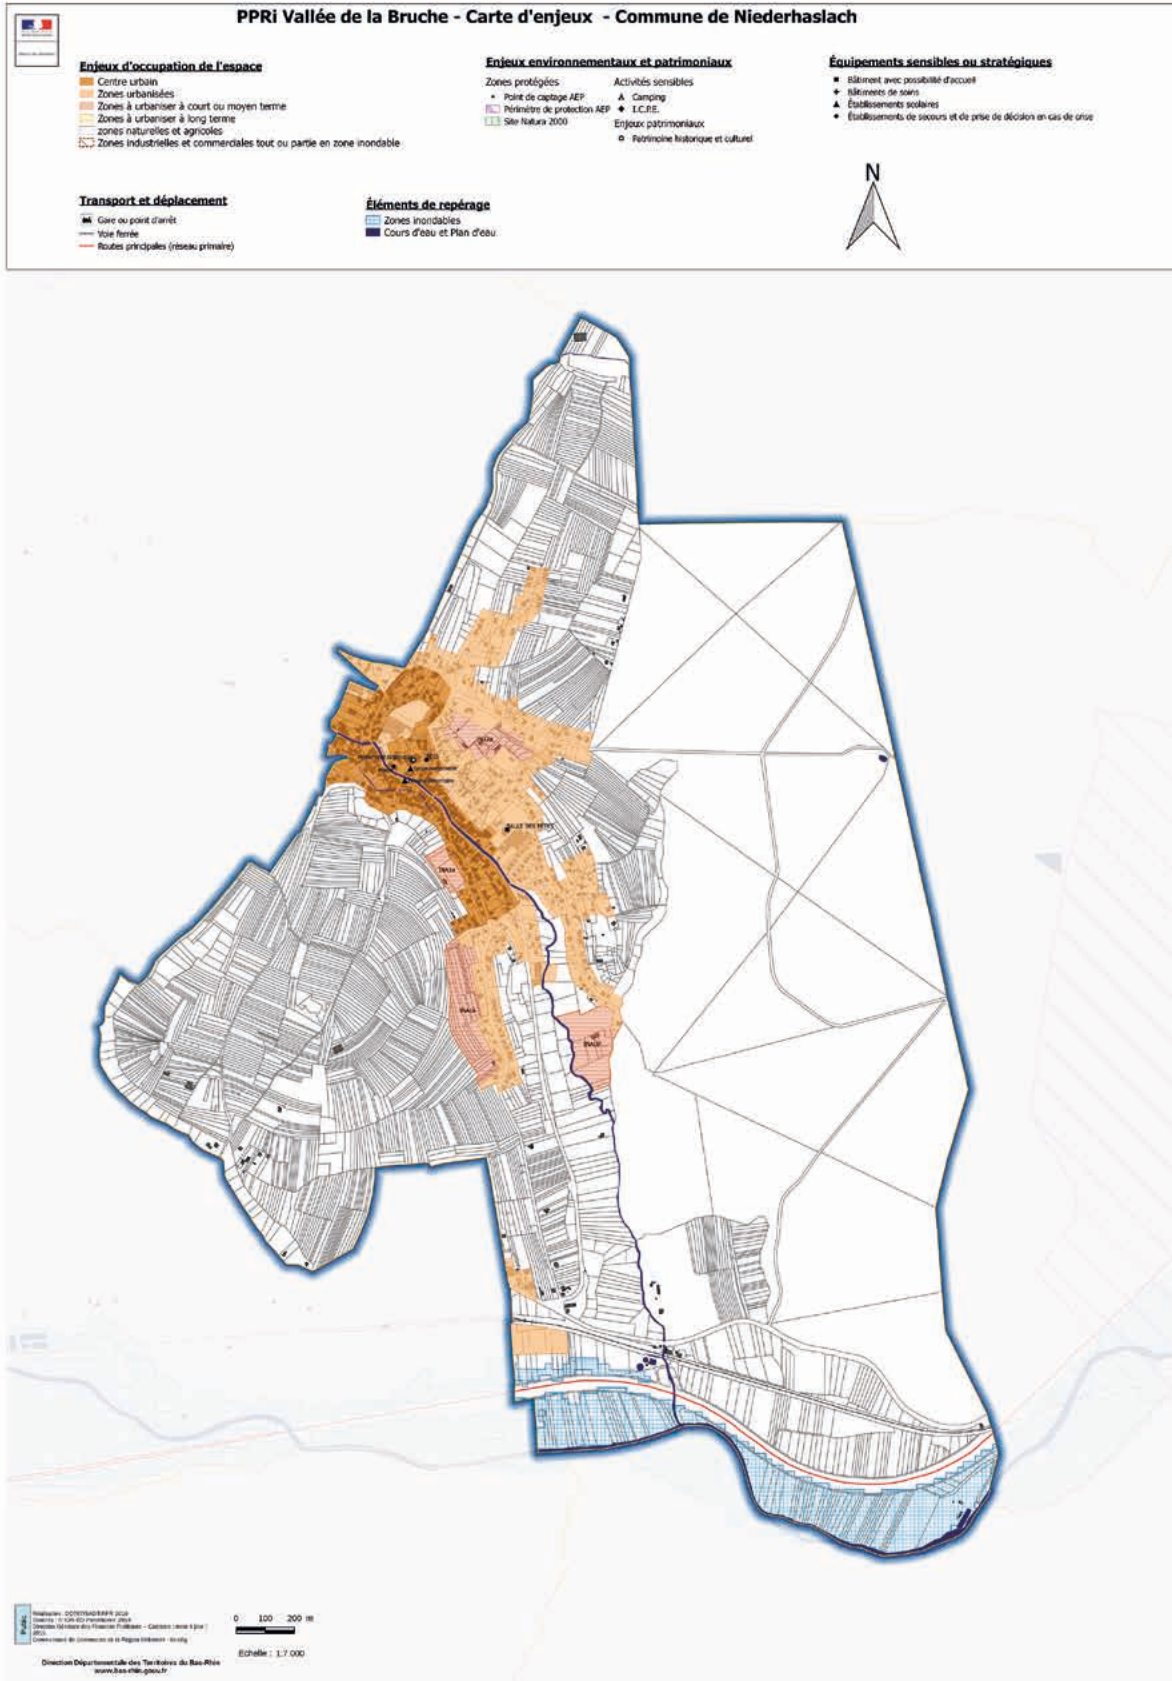 PPRi Vallée de la Bruche - Carte d'enjeux - Commune de Niederhaslach
Enjeux d'occupation de l'espace
Centre urbain
Zones urbanisées
Zones à urbaniser à court ou moyen terme
Zones à urbaniser à long terme
zones naturelles et agricoles
Zones industrielles et commerciales tout ou partie en zone inondable
Enjeux environnementaux et patrimoniaux
Zones protégées
Point de captage AEP
Périmètre de protection AEP
Site Natura 2000
Activités sensibles
Camping
I.C.P.E.
Enjeux patrimoniaux
Patrimoine historique et culturel
Équipements sensibles ou stratégiques
Bâtiment avec possibilité d'accueil
Bâtiments de soins
Établissements scolaires
Établissements de secours et de prise de décision en cas de crise
Transport et déplacement
Gare ou point d'arrêt
Voie ferrée
Routes principales (réseau primaire)
Éléments de repérage
Zones inondables
Cours d'eau et Plan d'eau
N
SALLE DES FETES
Public
0 100 200 m
Echelle : 1:7 000
Direction Départementale des Territoires du Bas-Rhin
www.bas-rhin.gouv.fr